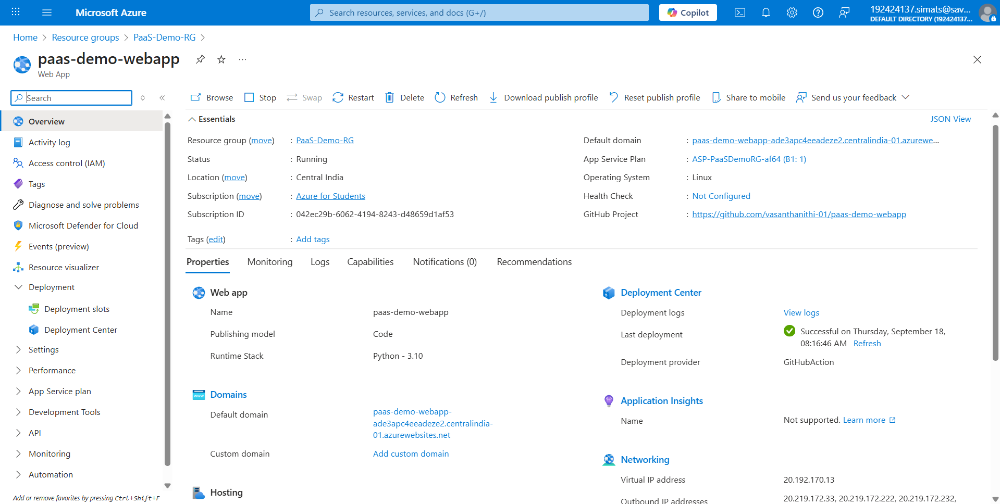 Microsoft Azure
Search resources, services, and docs (G+/)
Copilot
192424137.simats@sav...
DEFAULT DIRECTORY (192424137...
Home > Resource groups > PaaS-Demo-RG >
paas-demo-webapp
Web App
Search
Browse Stop Swap Restart Delete Refresh Download publish profile Reset publish profile Share to mobile Send us your feedback
Overview
Activity log
Access control (IAM)
Tags
Diagnose and solve problems
Microsoft Defender for Cloud
Events (preview)
Resource visualizer
Deployment
Deployment slots
Deployment Center
Settings
Performance
App Service plan
Development Tools
API
Monitoring
Automation
Add or remove favorites by pressing Ctrl+Shift+F
Essentials
JSON View
Resource group (move) : PaaS-Demo-RG
Status : Running
Location (move) : Central India
Subscription (move) : Azure for Students
Subscription ID : 042ec29b-6062-4194-8243-d48659d1af53
Tags (edit) : Add tags
Default domain : paas-demo-webapp-ade3apc4eeadeze2.centralindia-01.azurewe...
App Service Plan : ASP-PaaSDemoRG-af64 (B1: 1)
Operating System : Linux
Health Check : Not Configured
GitHub Project : https://github.com/vasanthanithi-01/paas-demo-webapp
Properties Monitoring Logs Capabilities Notifications (0) Recommendations
Web app
Name paas-demo-webapp
Publishing model Code
Runtime Stack Python - 3.10
www
Domains
Default domain paas-demo-webapp-
ade3apc4eeadeze2.centralindia-
01.azurewebsites.net
Custom domain Add custom domain
Hosting
Deployment Center
Deployment logs View logs
Last deployment Successful on Thursday, September 18,
08:16:46 AM Refresh
Deployment provider GitHubAction
Application Insights
Name Not supported. Learn more
Networking
Virtual IP address 20.192.170.13
Outbound IP addresses 20.219.172.33, 20.219.172.222, 20.219.172.232,